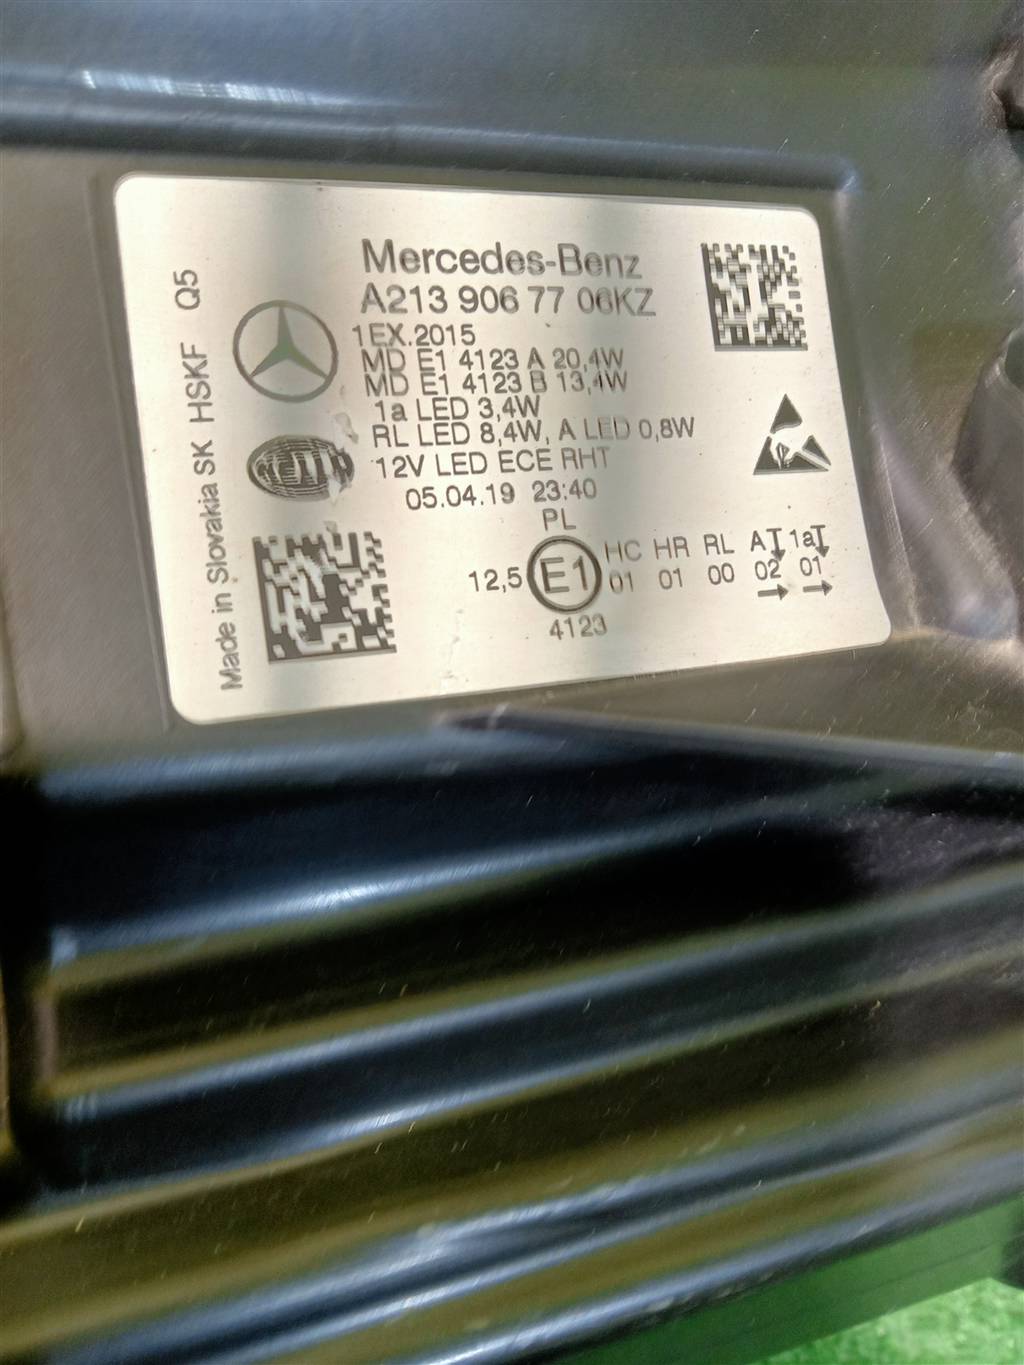 Mercedes-Benz
A213 906 77 06KZ
1EX.2015
MD E1 4123 A 20,4W
MD E1 4123 B 13,4W
1a LED 3,4W
RL LED 8,4W, A LED 0,8W
12V LED ECE RHT
05.04.19 23:40
PL
HC HR RL A 1a
12,5 E1 01 01 00 02 01
→ →
4123
Made in Slovakia SK HSKF Q5